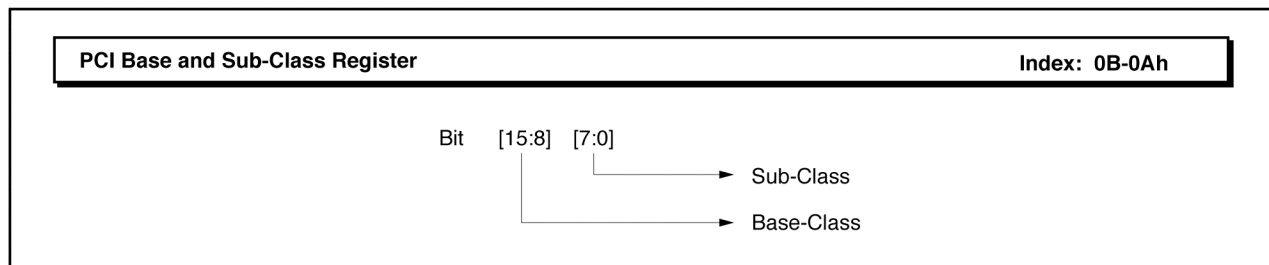 PCI Base and Sub-Class Register Index: 0B-0Ah
Bit [15:8] [7:0]
Sub-Class
Base-Class